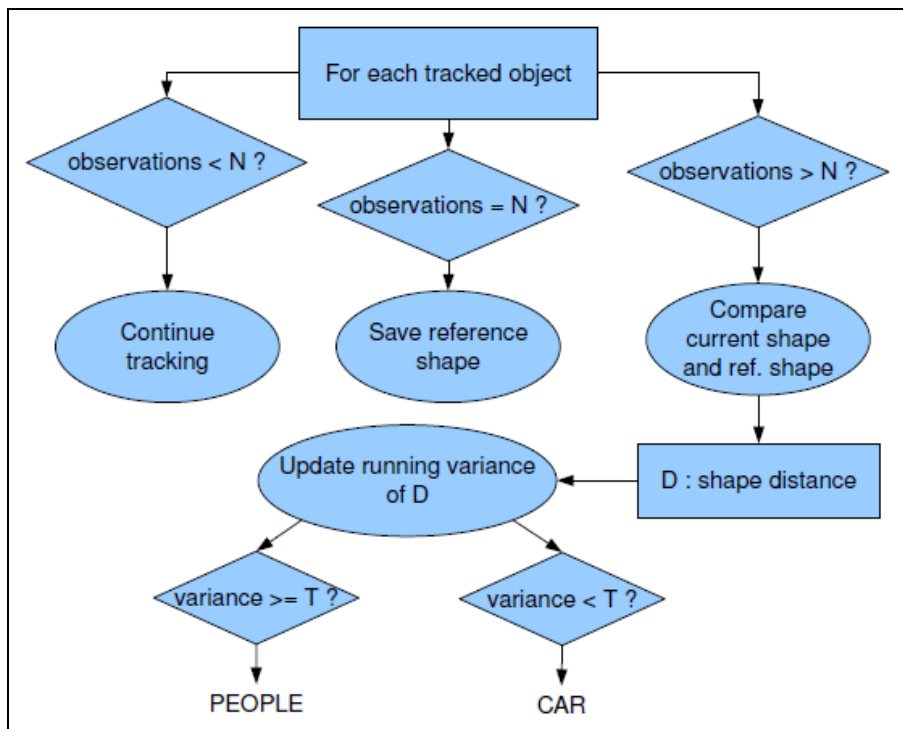 For each tracked object
observations < N ?
observations = N ?
observations > N ?
Continue
tracking
Save reference
shape
Compare
current shape
and ref. shape
Update running variance
of D
D : shape distance
variance >= T ?
variance < T ?
PEOPLE
CAR